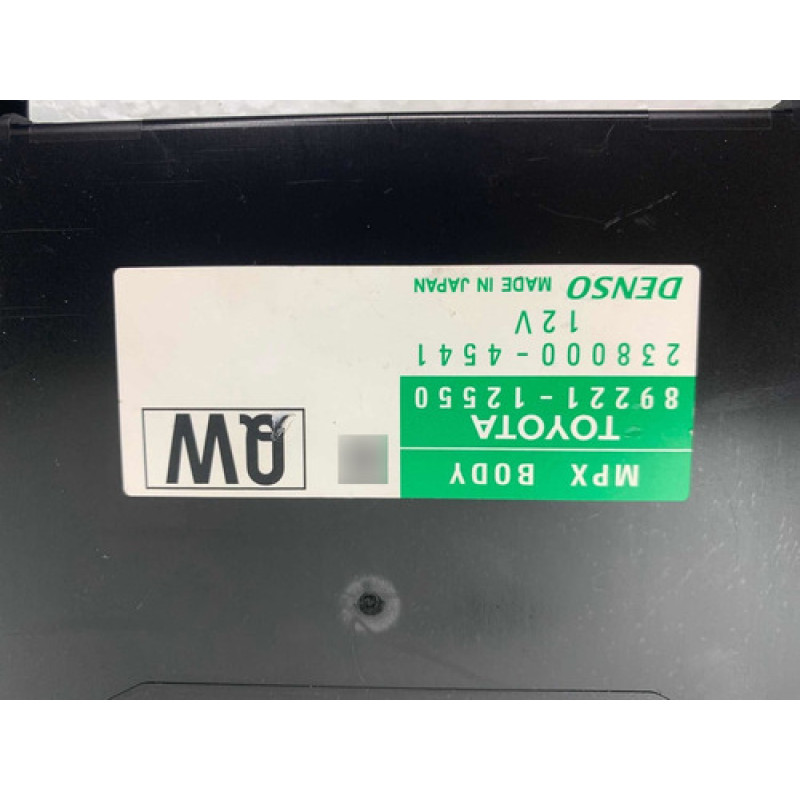 MPX BODY
TOYOTA
89221-12550
238000-4541
12V
DENSO MADE IN JAPAN
QW